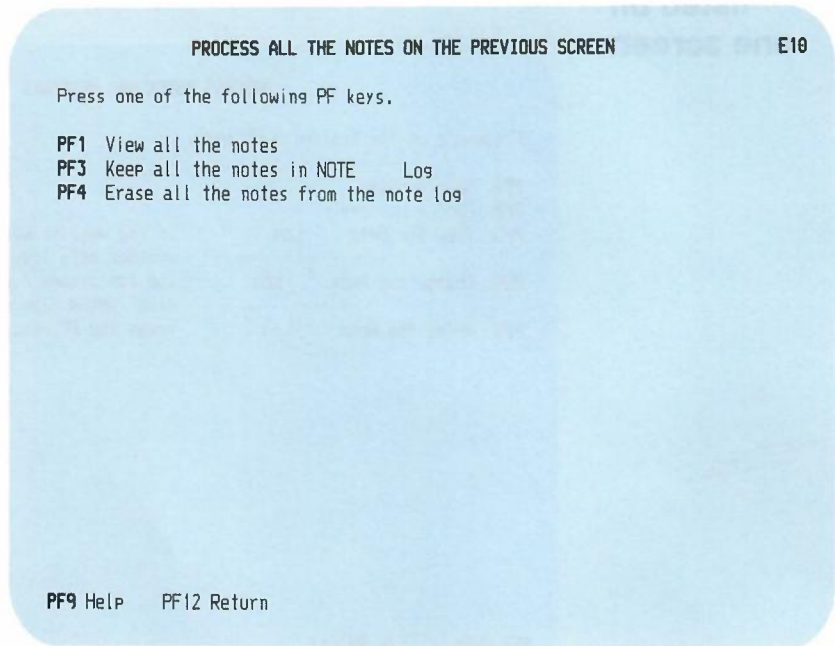 PROCESS ALL THE NOTES ON THE PREVIOUS SCREEN E10
Press one of the following PF keys.
PF1 View all the notes
PF3 Keep all the notes in NOTE Log
PF4 Erase all the notes from the note log
PF9 Help PF12 Return